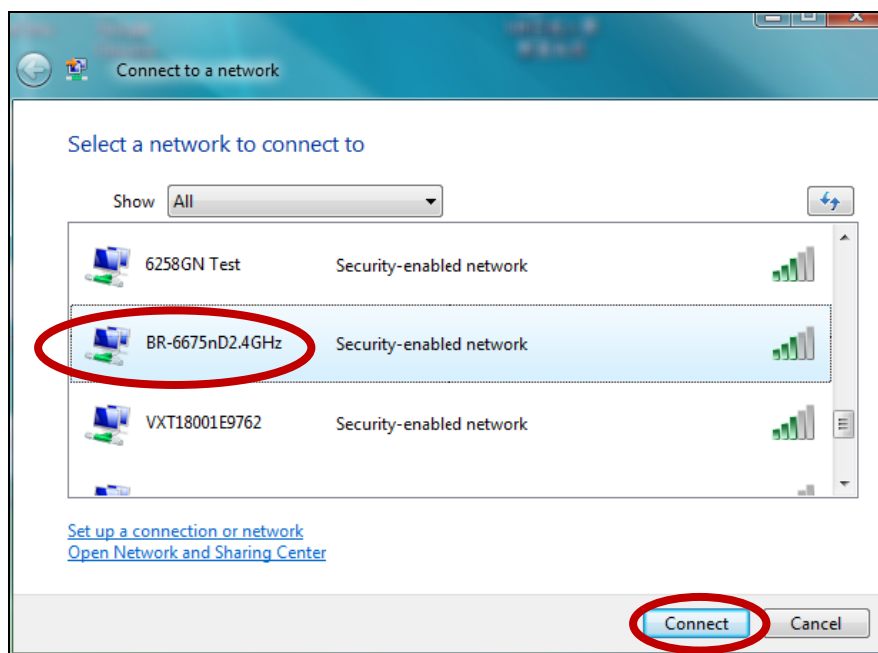 Connect to a network
Select a network to connect to
Show All
6258GN Test Security-enabled network
BR-6675nD2.4GHz Security-enabled network
VXT18001E9762 Security-enabled network
Set up a connection or network
Open Network and Sharing Center
Connect Cancel